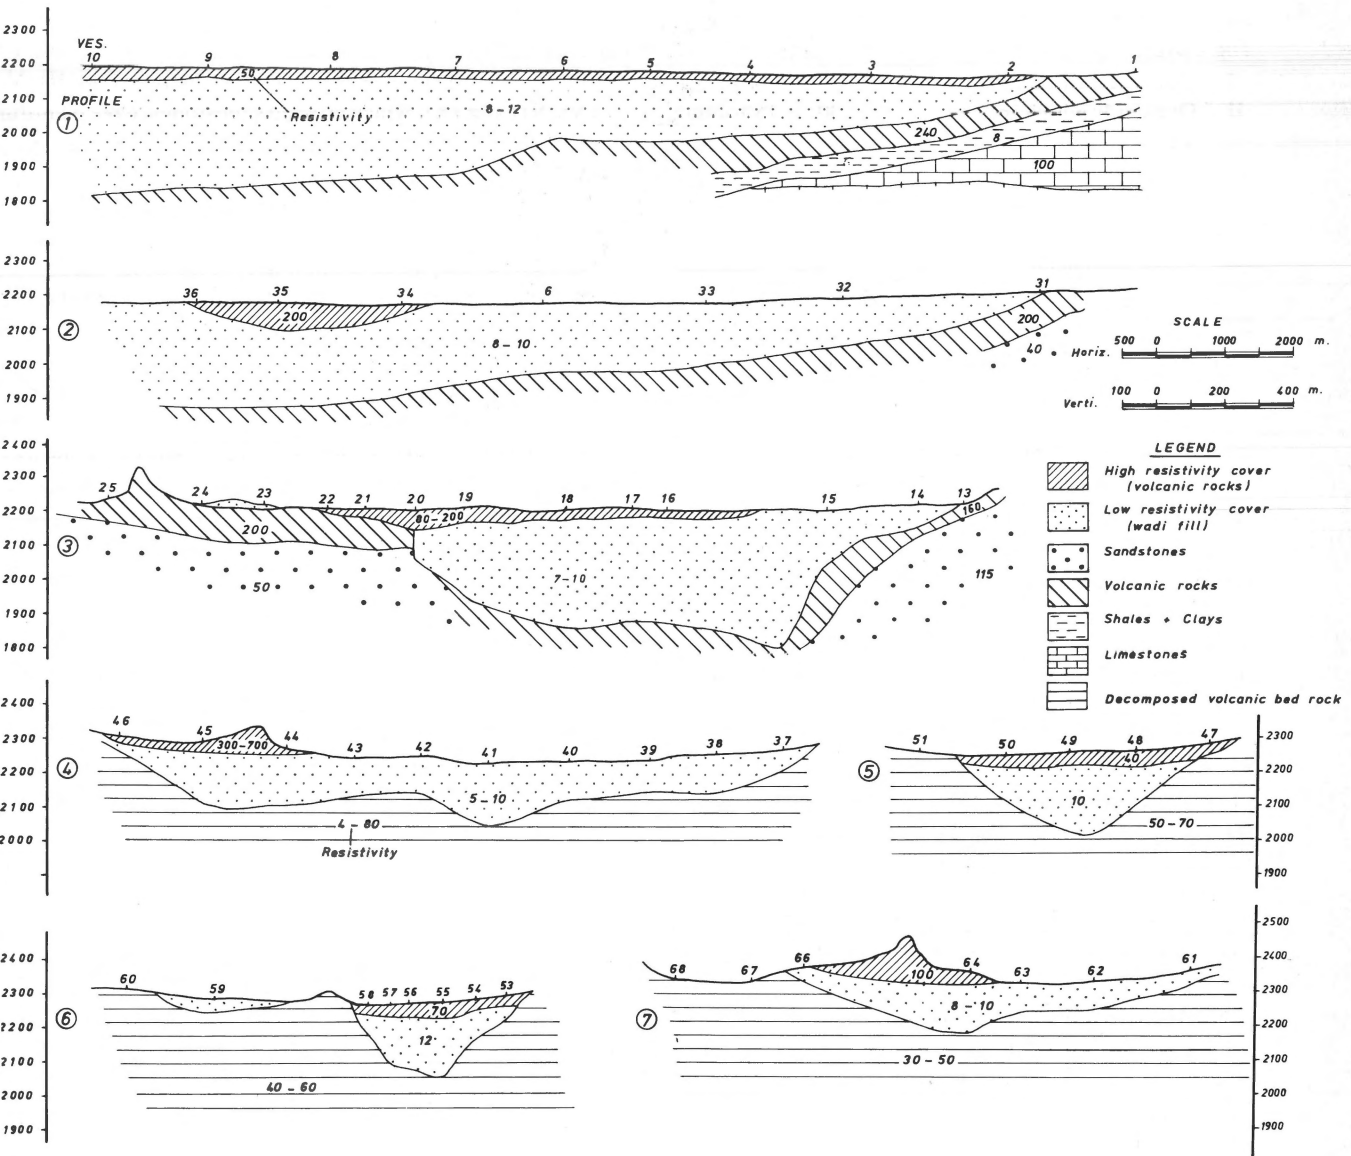 2300
VES.
10 9 8 7 6 5 4 3 2 1
2200
50
2100
PROFILE
8-12
Resistivity
1
2000
240
8
1900
100
1800
2300
2200
36 35 34 6 33 32 31
200
200
2
2100
8-10
40
2000
1900
SCALE
500 0 1000 2000 m.
Horiz.
100 0 200 400 m.
Verti.
2400
2300
25 24 23 22 21 20 19 18 17 16 15 14 13
2200
80-200
160
200
3
2100
7-10
2000
50
115
1900
1800
LEGEND
High resistivity cover
(volcanic rocks)
Low resistivity cover
(wadi fill)
Sandstones
Volcanic rocks
Shales + Clays
Limestones
Decomposed volcanic bed rock
2400
46 45 44 43 42 41 40 39 38 37
2300
300-700
4
2200
5-10
2100
4-80
2000
Resistivity
51 50 49 48 47
2300
40
5
2200
10
2100
50-70
2000
1900
2400
60 59 58 57 56 55 54 53
2300
70
6
2200
12
2100
40-60
2000
1900
2500
68 67 66 64 63 62 61
2400
100
2300
8-10
7
2200
30-50
2100
2000
1900